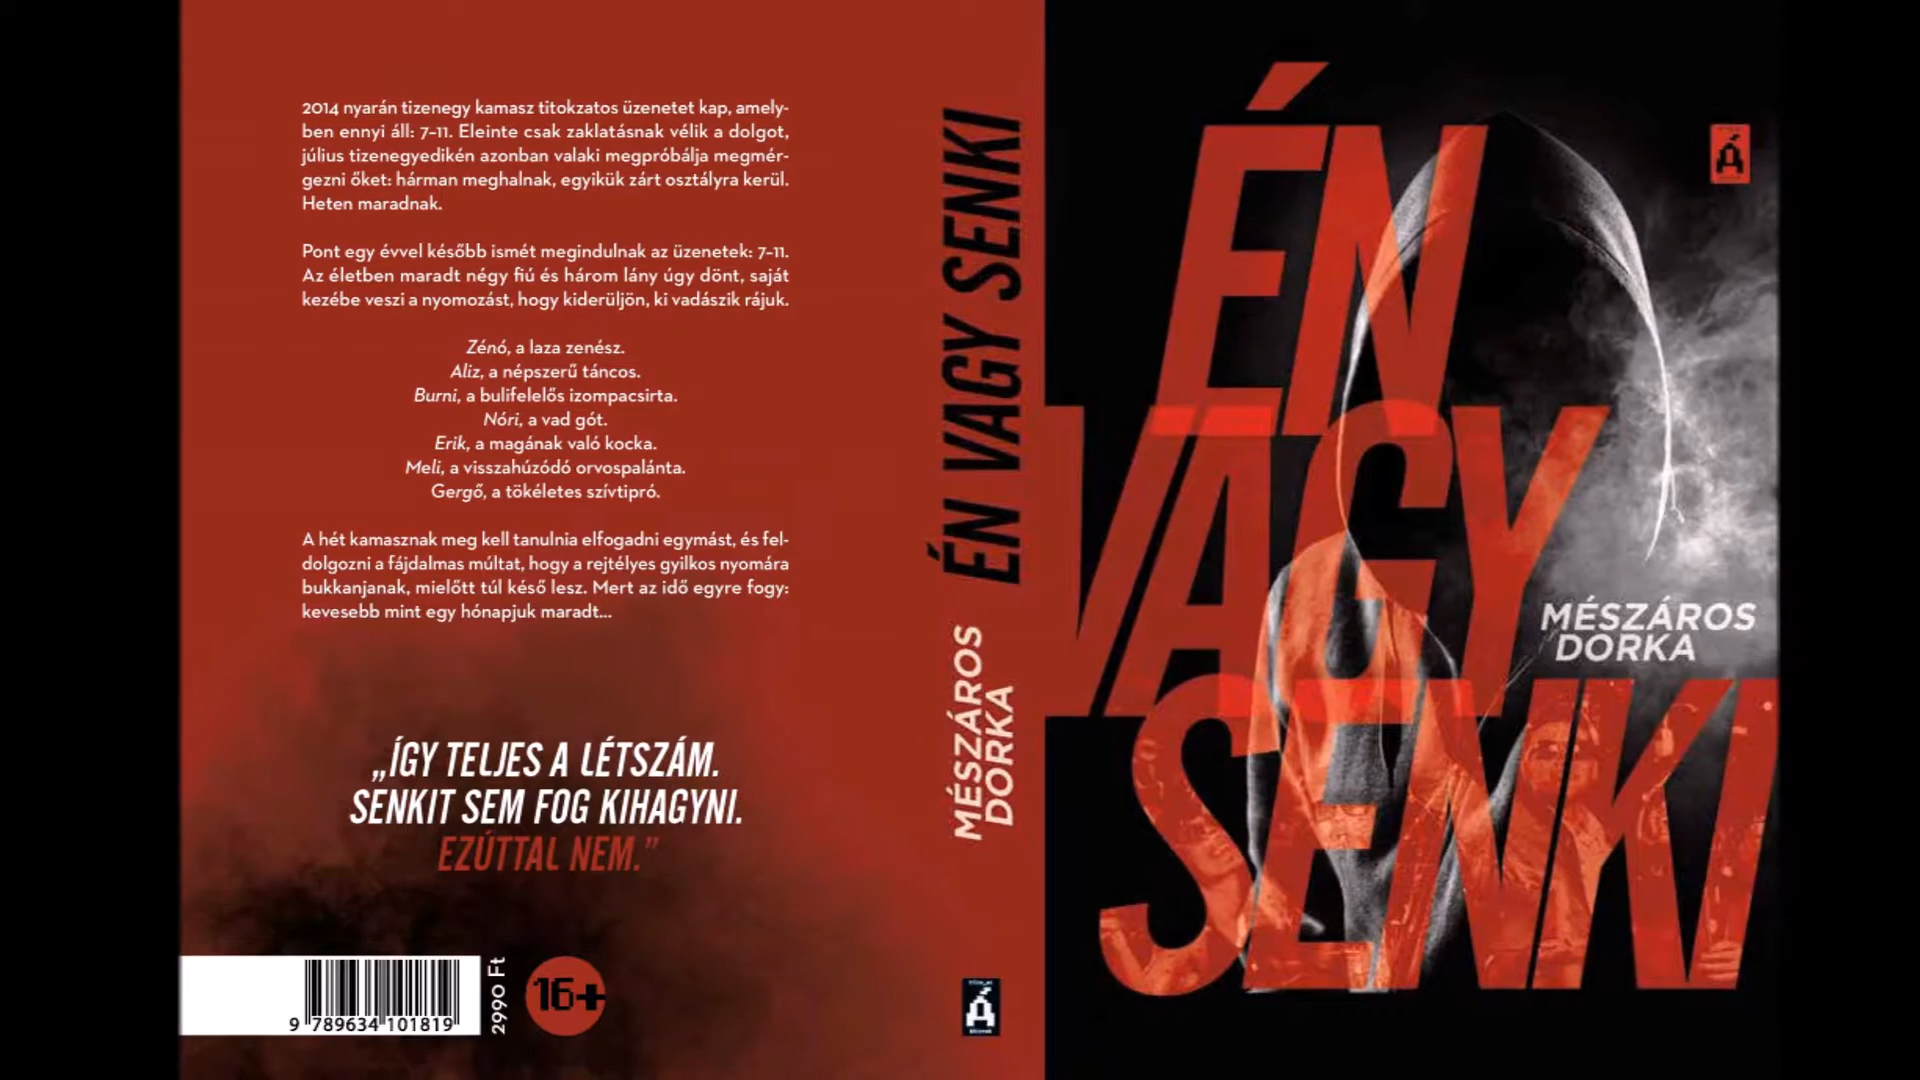 2014 nyarán tizenegy kamasz titokzatos üzenetet kap, amely-
ben ennyi áll: 7–11. Eleinte csak zaklatásnak vélik a dolgot,
július tizenegyedikén azonban valaki megpróbálja megmér-
gezni őket: hárman meghalnak, egyikük zárt osztályra kerül.
Heten maradnak.
Pont egy évvel később ismét megindulnak az üzenetek: 7–11.
Az életben maradt négy fiú és három lány úgy dönt, saját
kezébe veszi a nyomozást, hogy kiderüljön, ki vadászik rájuk.
Zénó, a laza zenész.
Aliz, a népszerű táncos.
Burni, a bulifelelős izompacsirta.
Nóri, a vad gót.
Erik, a magának való kocka.
Meli, a visszahúzódó orvospalánta.
Gergő, a tökéletes szívtipró.
A hét kamasznak meg kell tanulnia elfogadni egymást, és fel-
dolgozni a fájdalmas múltat, hogy a rejtélyes gyilkos nyomára
bukkanjanak, mielőtt túl késő lesz. Mert az idő egyre fogy:
kevesebb mint egy hónapjuk maradt...
„ÍGY TELJES A LÉTSZÁM.
SENKIT SEM FOG KIHAGYNI.
EZÚTTAL NEM.”
9 789634 101819
2990 Ft
16+
ÉN VAGY SENKI
MÉSZÁROS
DORKA
Á
ÉN
VAGY
SENKI
MÉSZÁROS
DORKA
Á